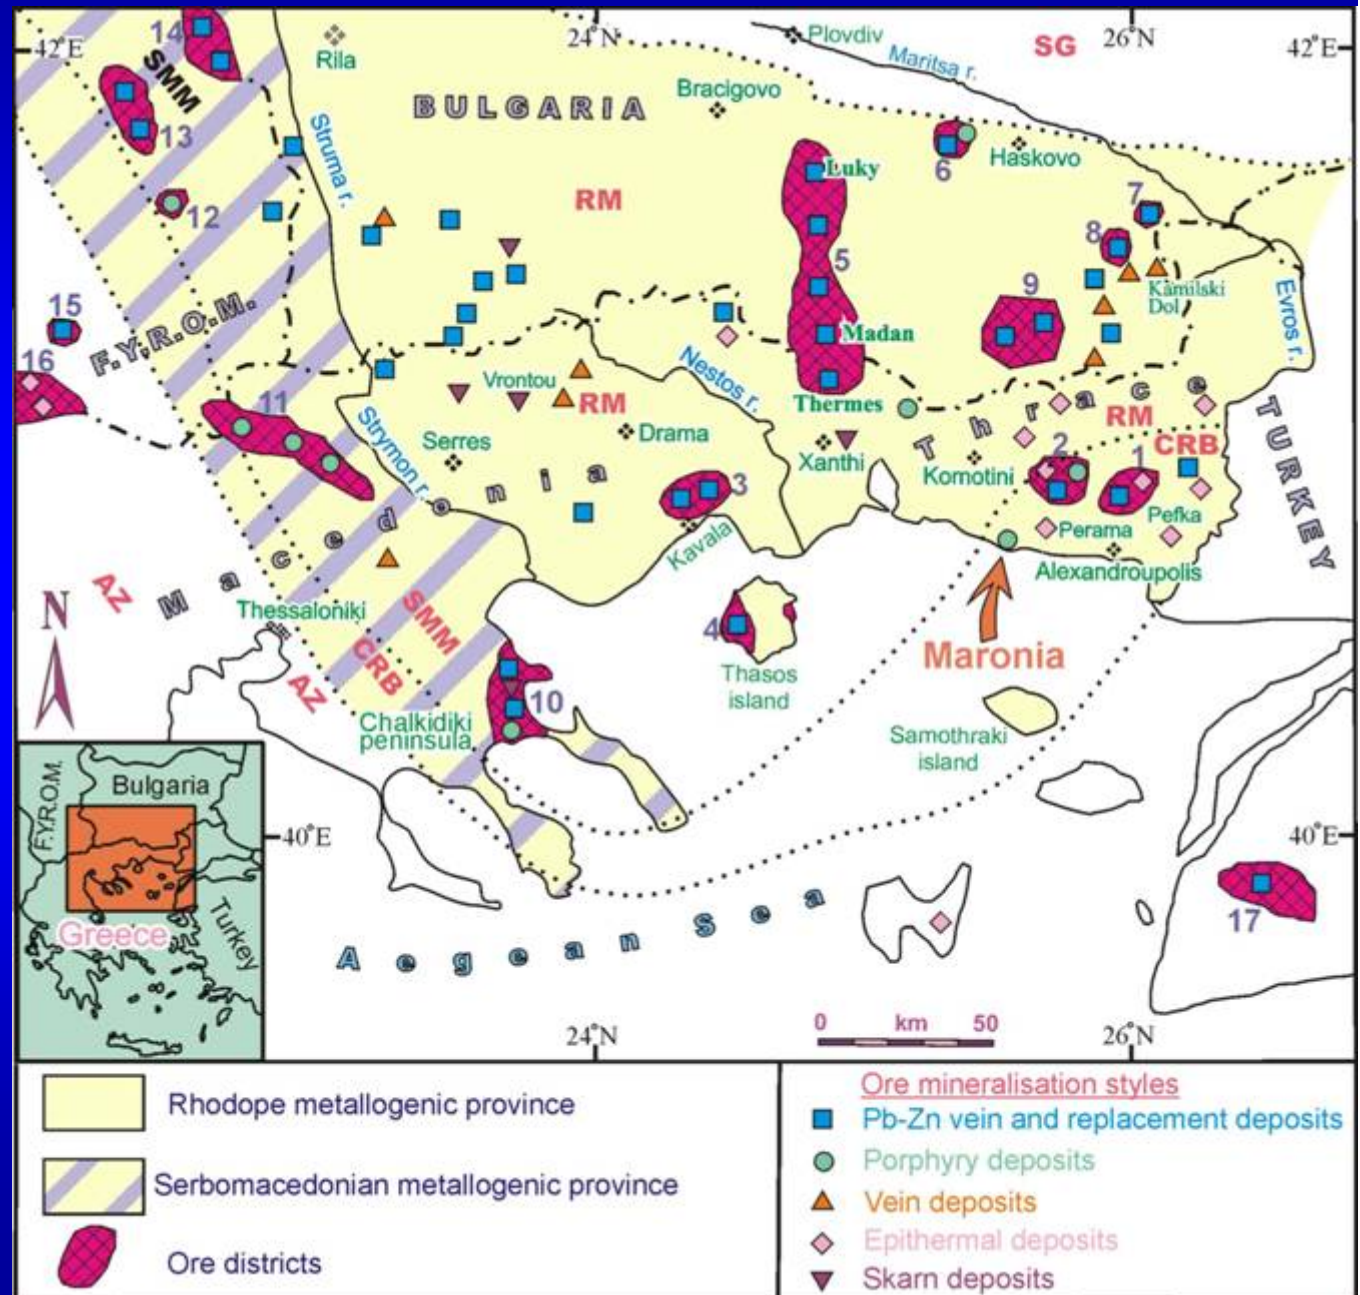 14
42°E
Rila
24°N
Plovdiv
SG
26°N
42°E
SMM
Maritsa r.
BULGARIA
Bracigovo
13
Struma r.
6
Haskovo
Luky
RM
12
7
8
5
Kamilski
Dol
9
Evros r.
15
F.Y.R.O.M.
16
Madan
Nestos r.
Vrontou
RM
Thermes
Thrace
RM
TURKEY
11
Strymon r.
Serres
Drama
Xanthi
Komotini
2
1
CRB
3
Kavala
Perama
Pefka
Alexandroupolis
Macedenia
AZ
N
Thessaloniki
SMM
CRB
AZ
4
Thasos
island
Maronia
10
Chalkidiki
peninsula
Samothraki
island
F.Y.R.O.M.
Bulgaria
40°E
40°E
Greece
Turkey
17
Aegean Sea
0 km 50
24°N
26°N
Rhodope metallogenic province
Serbomacedonian metallogenic province
Ore districts
Ore mineralisation styles
Pb-Zn vein and replacement deposits
Porphyry deposits
Vein deposits
Epithermal deposits
Skarn deposits